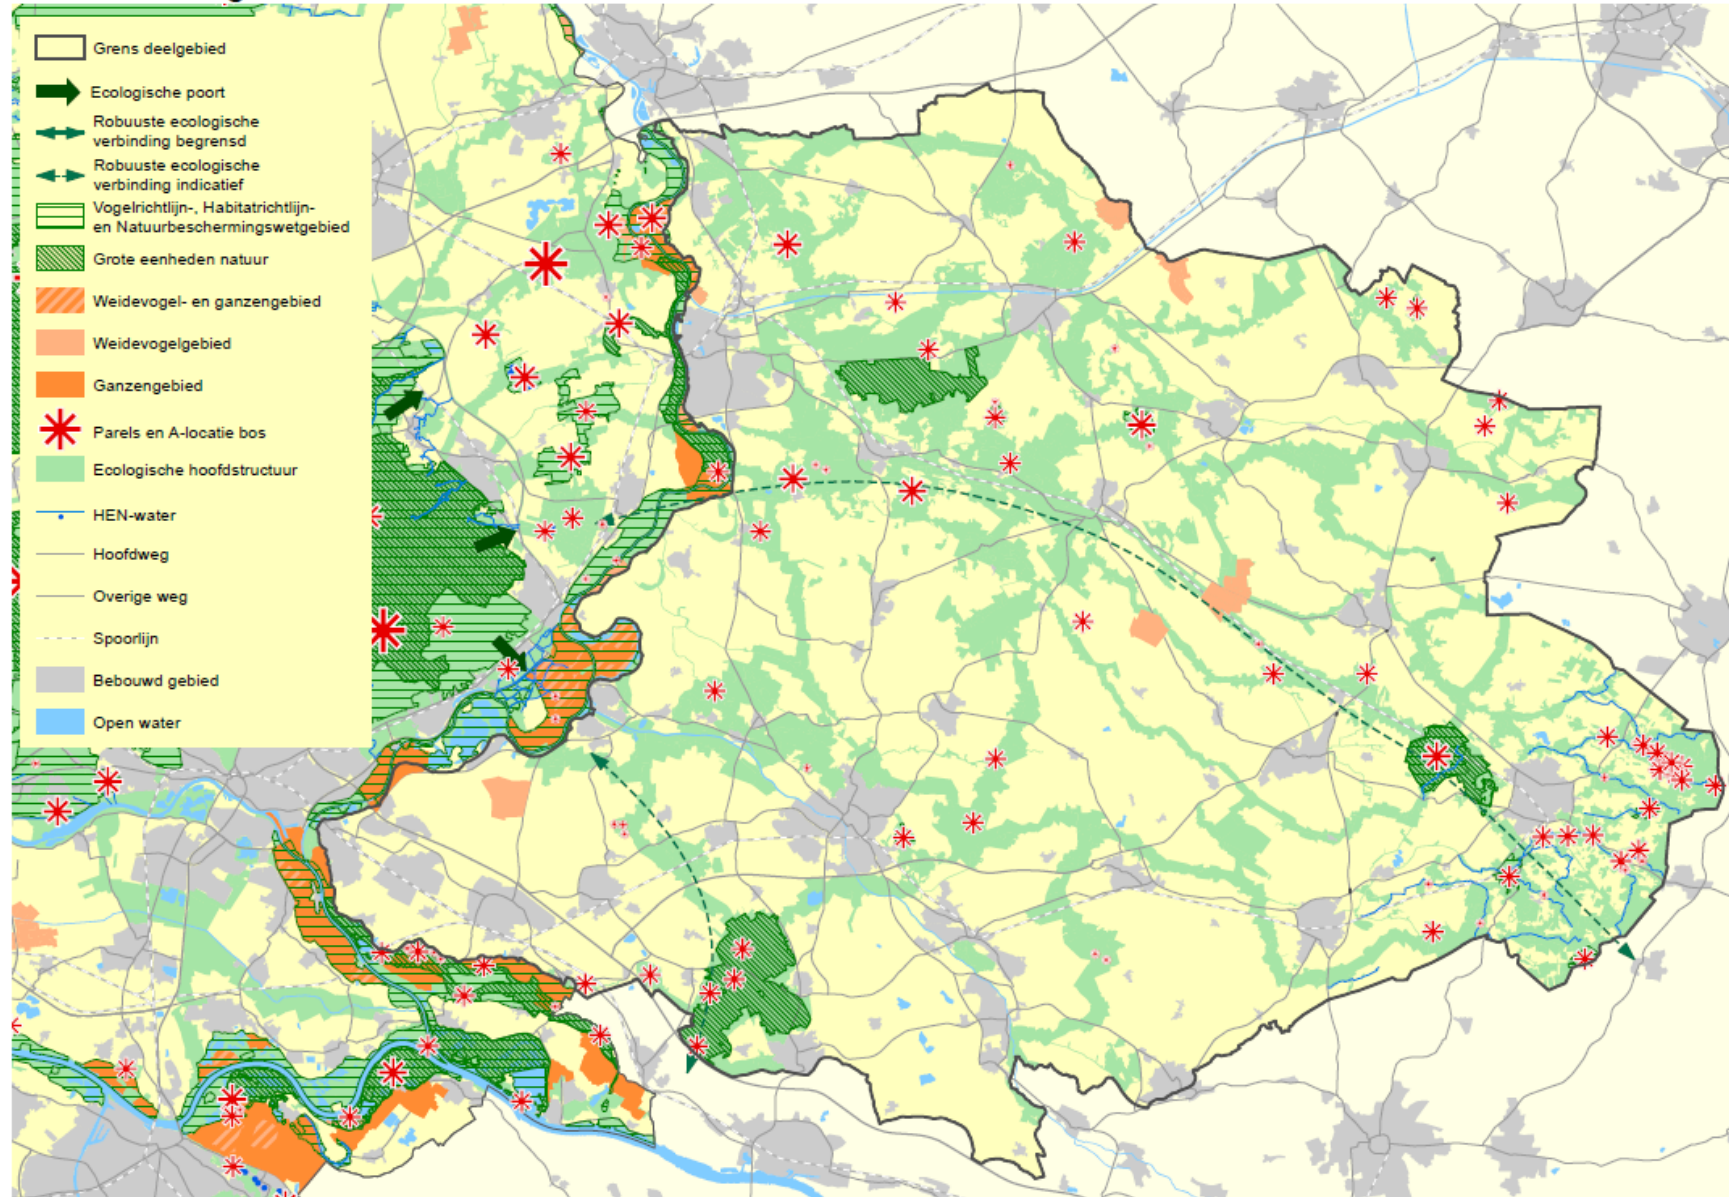 Grens deelgebied
Ecologische poort
Robuuste ecologische
verbinding begrensd
Robuuste ecologische
verbinding indicatief
Vogelrichtlijn-, Habitatrichtlijn-
en Natuurbeschermingswetgebied
Grote eenheden natuur
Weidevogel- en ganzengebied
Weidevogelgebied
Ganzengebied
Parels en A-locatie bos
Ecologische hoofdstructuur
HEN-water
Hoofdweg
Overige weg
Spoorlijn
Bebouwd gebied
Open water